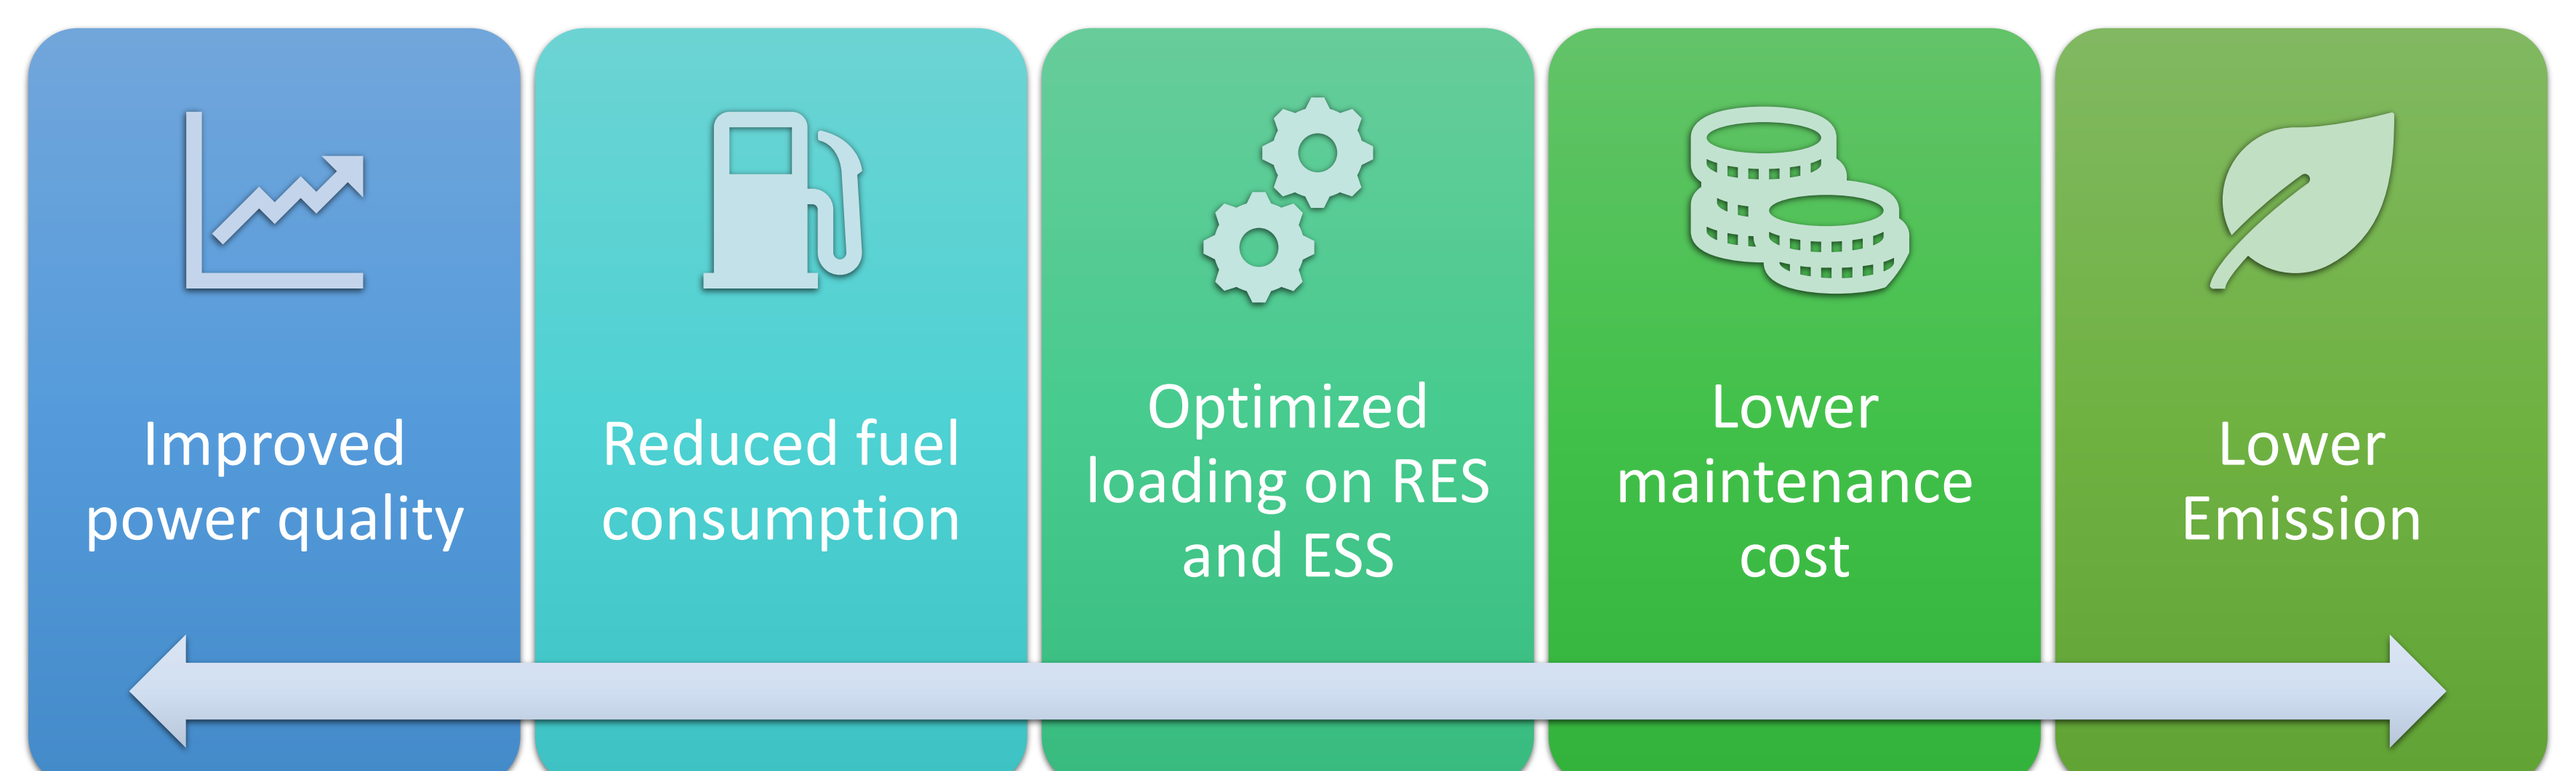 Improved
power quality
Reduced fuel
consumption
Optimized
loading on RES
and ESS
Lower
maintenance
cost
Lower
Emission